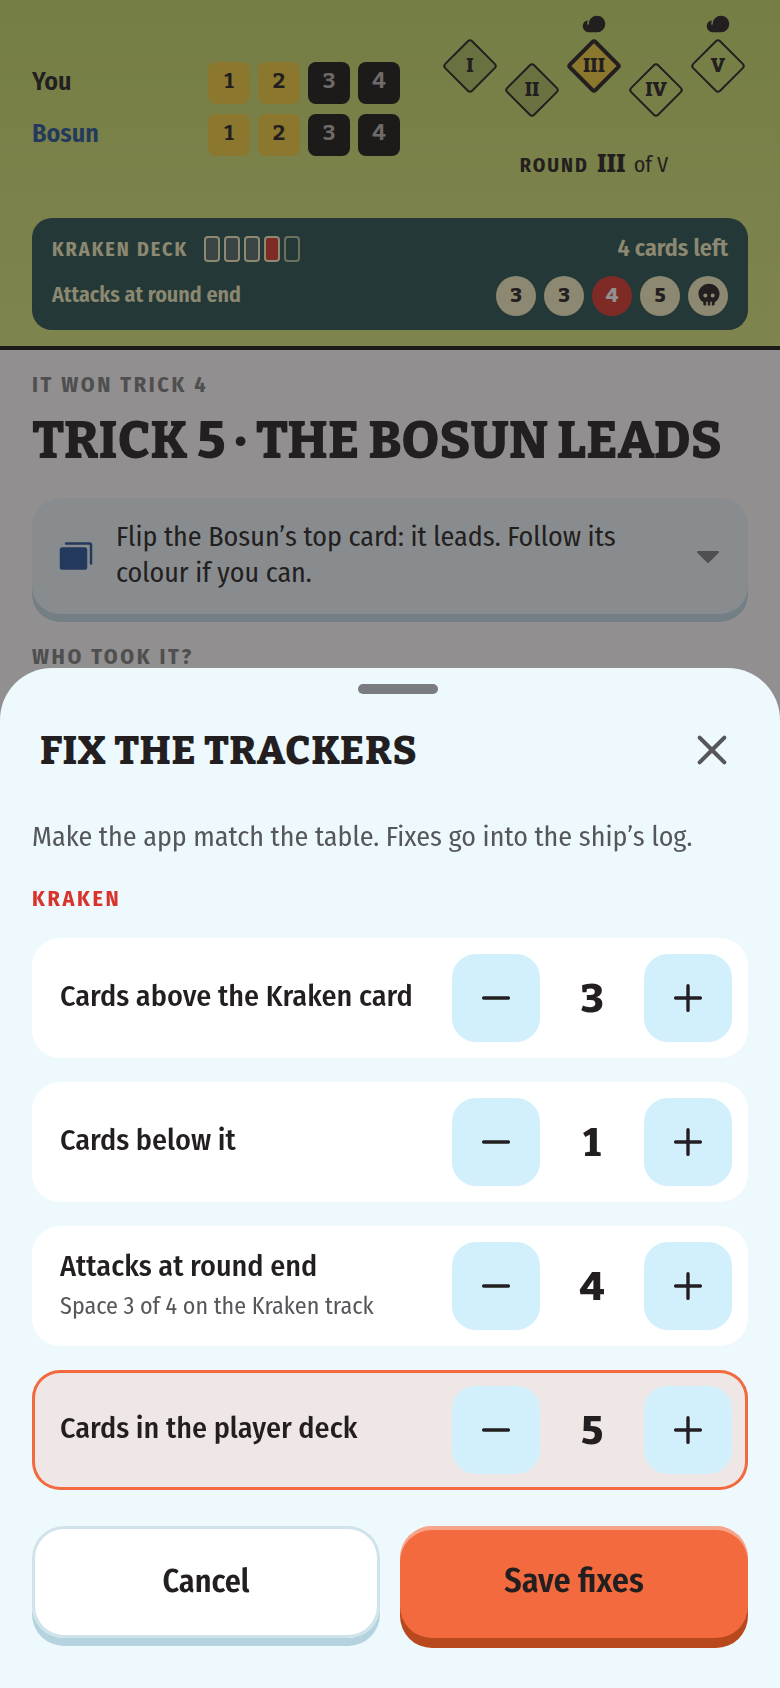 You 1 2 3 4
Bosun 1 2 3 4
I II III IV V
ROUND III of V
KRAKEN DECK 4 cards left
Attacks at round end 3 3 4 5
IT WON TRICK 4
TRICK 5 · THE BOSUN LEADS
Flip the Bosun’s top card: it leads. Follow its
colour if you can.
WHO TOOK IT?
FIX THE TRACKERS
Make the app match the table. Fixes go into the ship’s log.
KRAKEN
Cards above the Kraken card 3
Cards below it 1
Attacks at round end
Space 3 of 4 on the Kraken track
4
Cards in the player deck 5
Cancel Save fixes